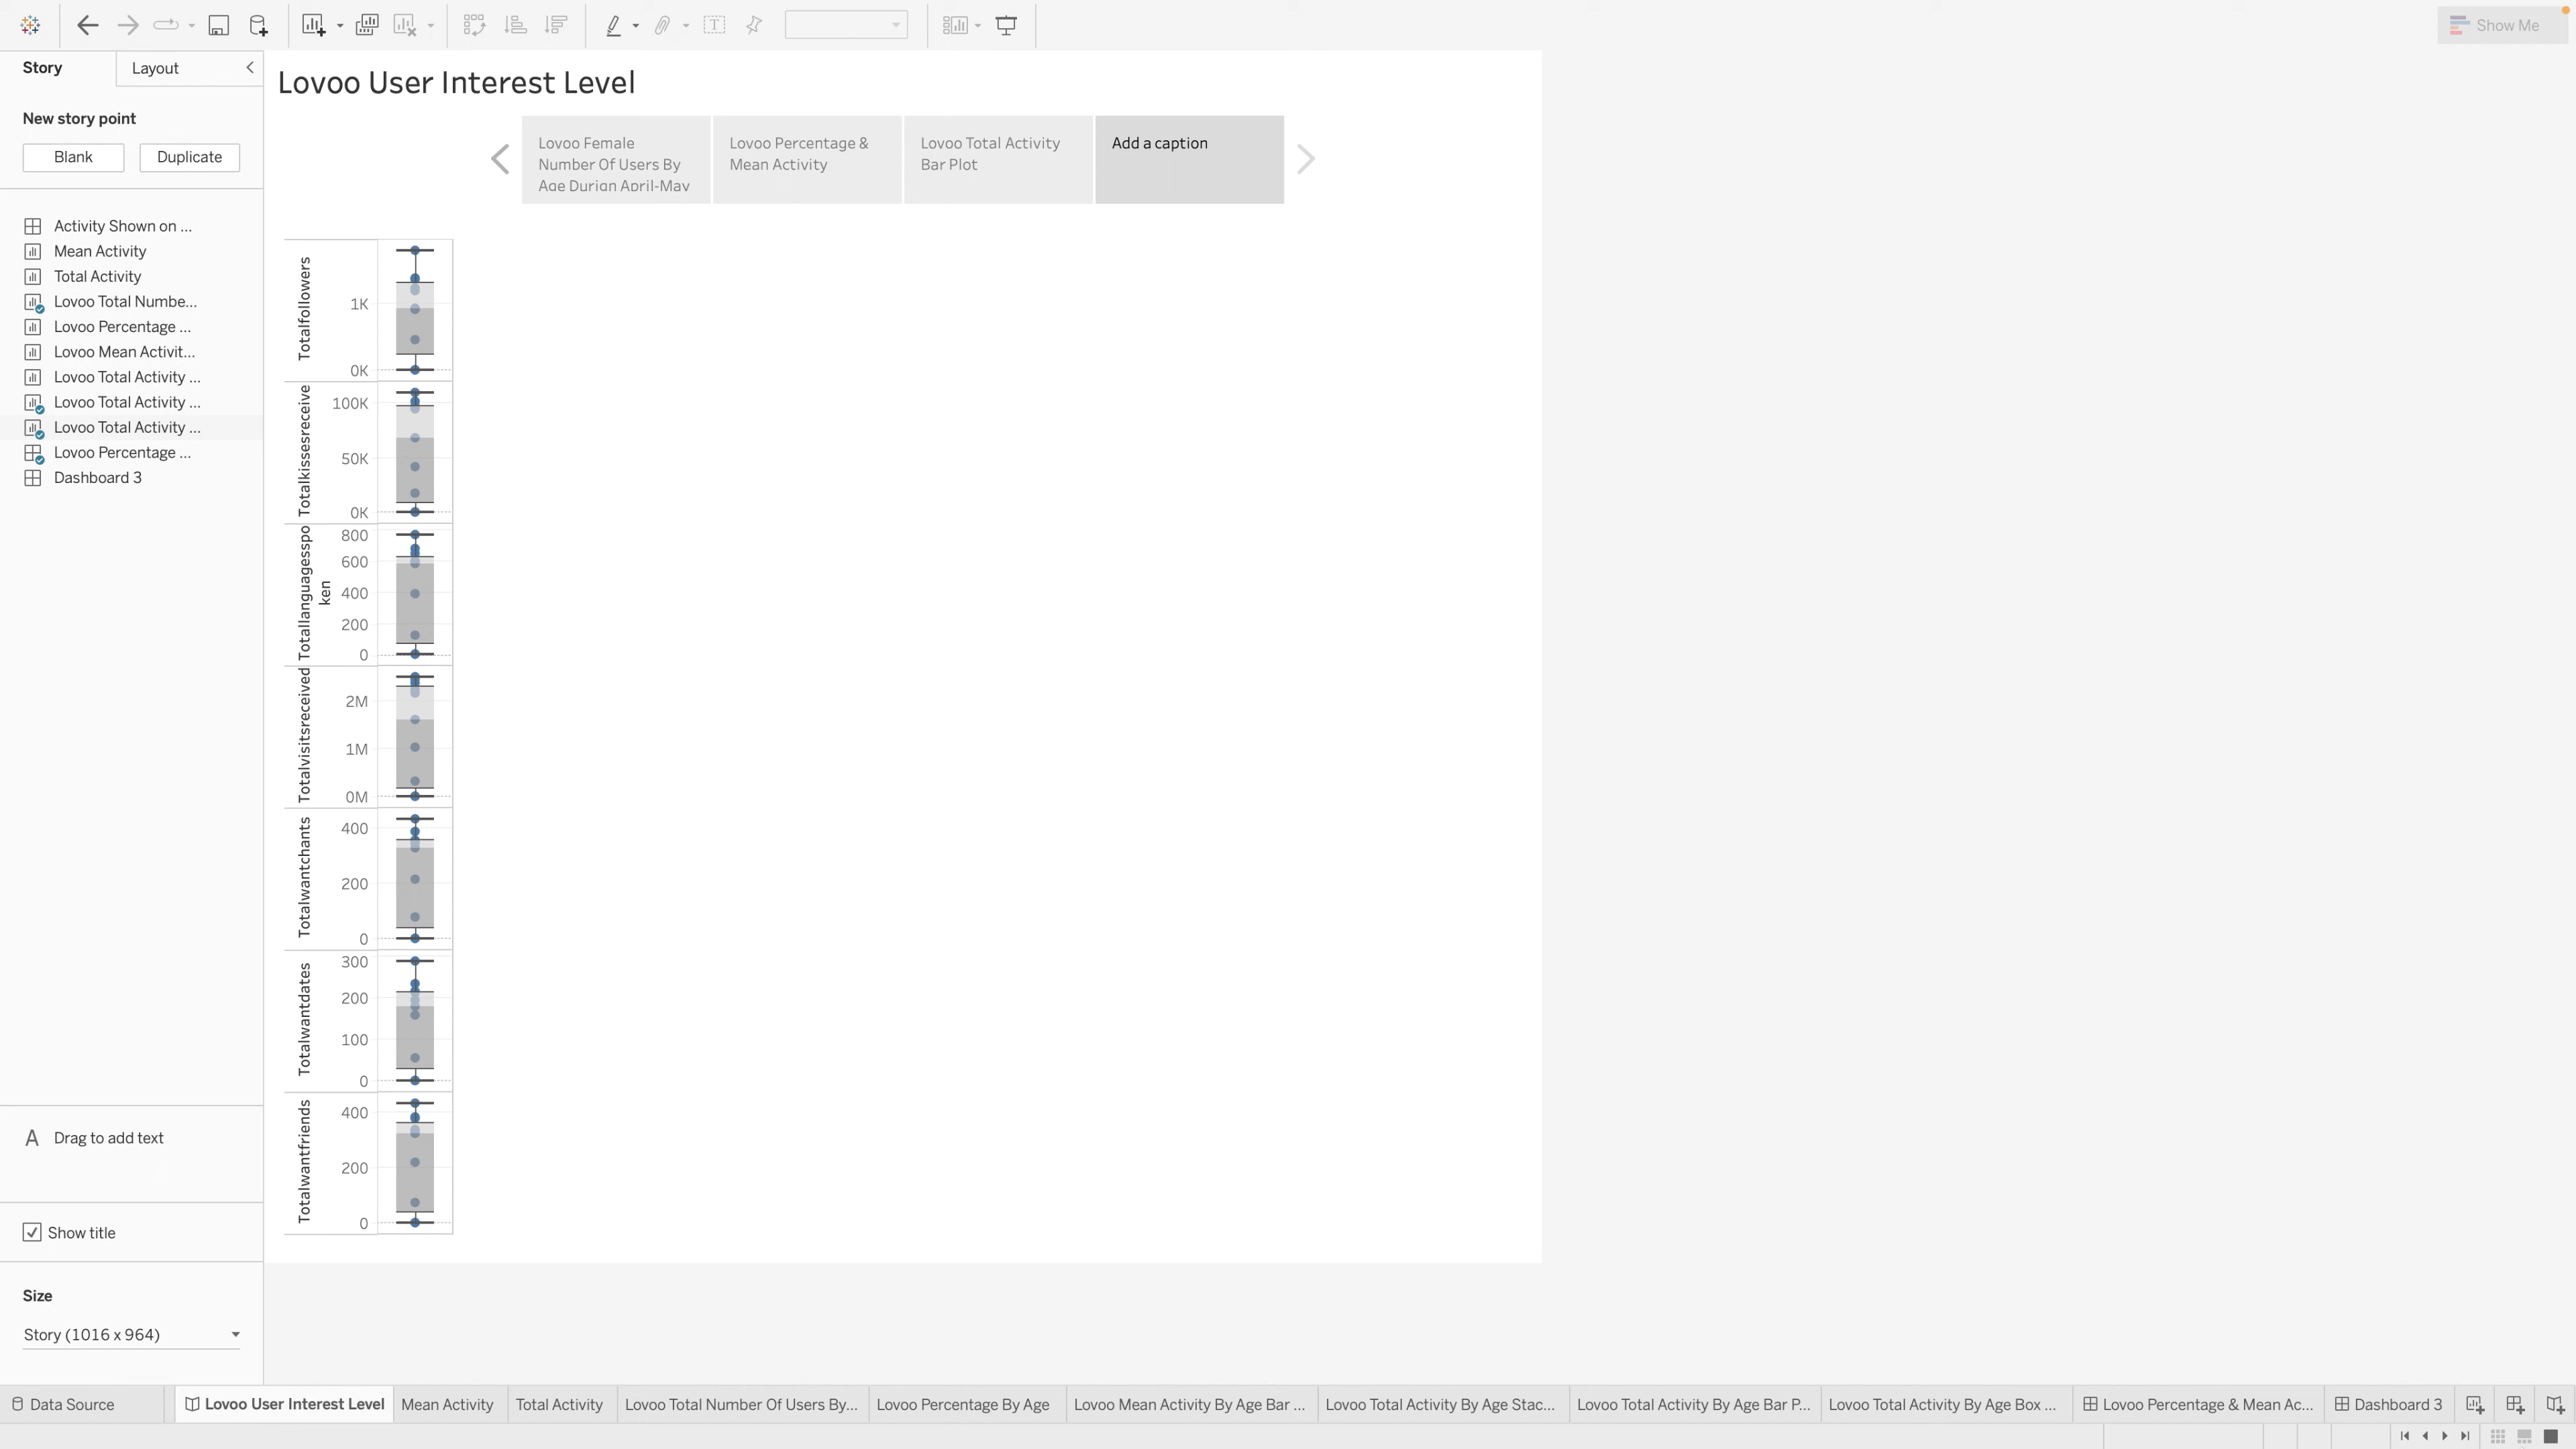 Show Me
Story
Layout
New story point
Blank
Duplicate
Activity Shown on ...
Mean Activity
Total Activity
Lovoo Total Numbe...
Lovoo Percentage ...
Lovoo Mean Activit...
Lovoo Total Activity ...
Lovoo Total Activity ...
Lovoo Total Activity ...
Lovoo Percentage ...
Dashboard 3
A Drag to add text
Show title
Size
Story (1016 x 964)
Lovoo User Interest Level
Lovoo Female
Number Of Users By
Age Durian April-May
Lovoo Percentage &
Mean Activity
Lovoo Total Activity
Bar Plot
Add a caption
Totalfollowers
1K
0K
Totalkissesreceive
100K
50K
0K
Totallanguagesspo
ken
800
600
400
200
0
Totalvisitsreceived
2M
1M
0M
Totalwantchants
400
200
0
Totalwantdates
300
200
100
0
Totalwantfriends
400
200
0
Data Source
Lovoo User Interest Level
Mean Activity
Total Activity
Lovoo Total Number Of Users By...
Lovoo Percentage By Age
Lovoo Mean Activity By Age Bar ...
Lovoo Total Activity By Age Stac...
Lovoo Total Activity By Age Bar P...
Lovoo Total Activity By Age Box ...
Lovoo Percentage & Mean Ac...
Dashboard 3